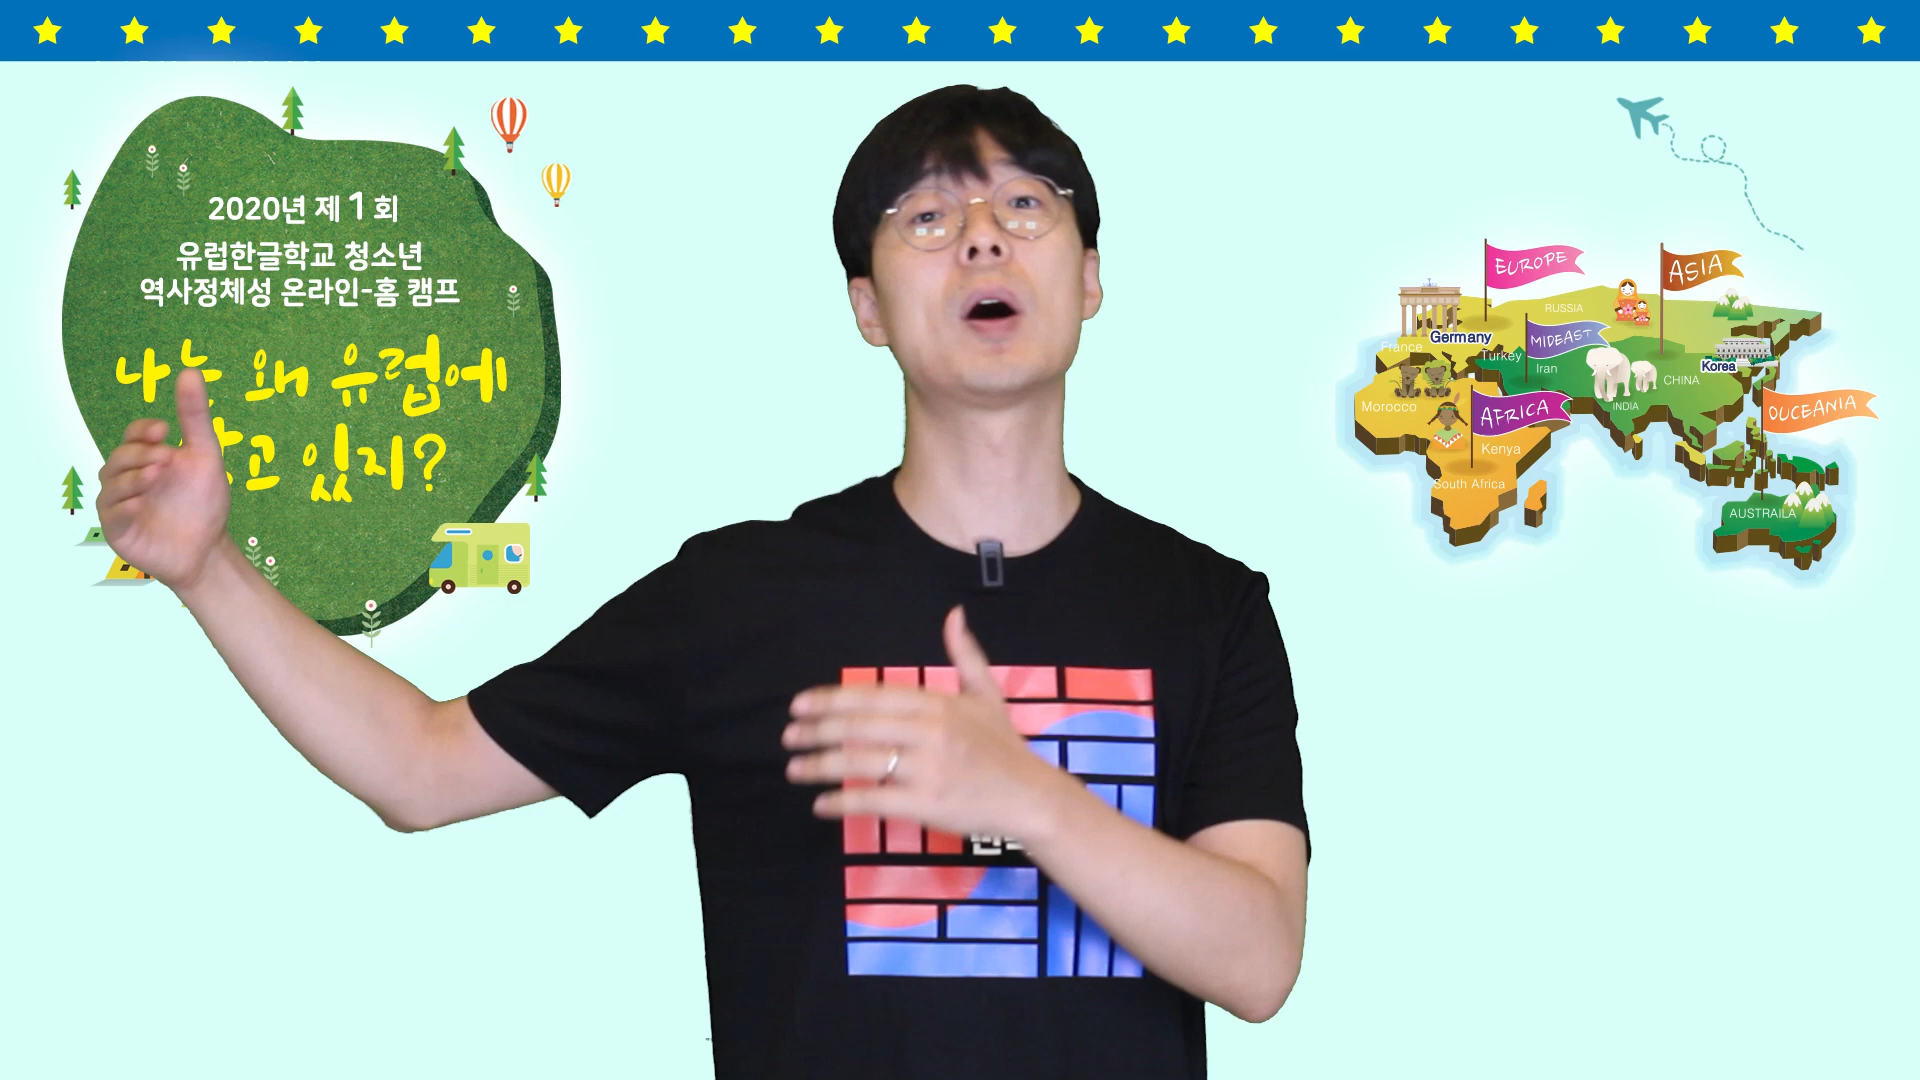 2020년 제1회
유럽한글학교 청소년
역사정체성 온라인-홈 캠프
왜 유럽에
있지?
EUROPE
ASIA
RUSSIA
MIDEAST
Germany
France
Turkey
Iran
Korea
CHINA
Morocco
INDIA
AFRICA
OUCEANIA
Kenya
South Africa
AUSTRAILA